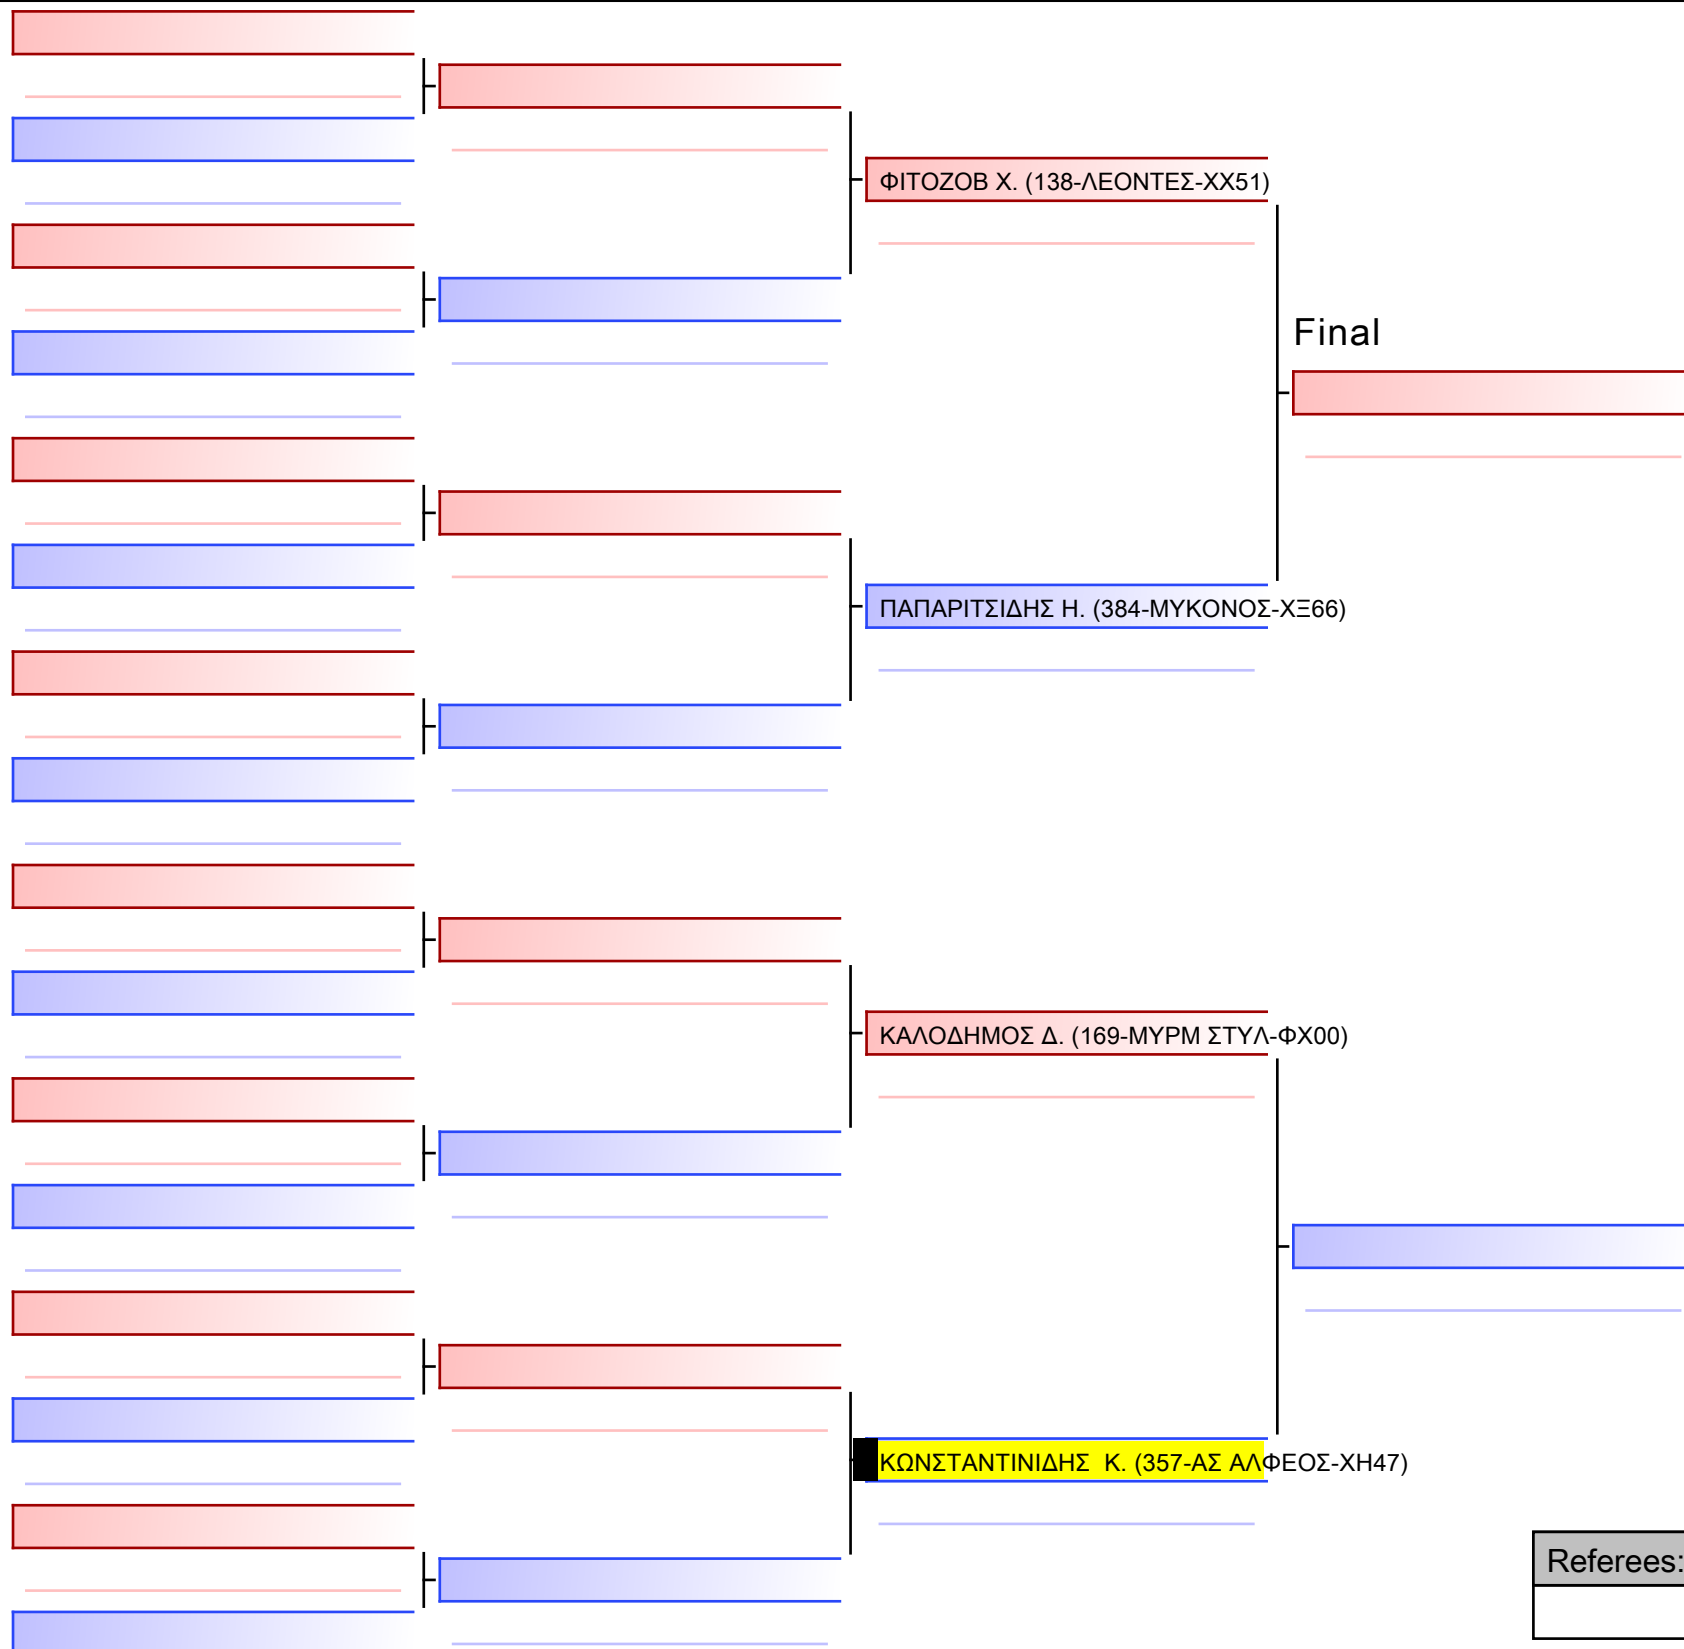 ΦΙΤΟΖΟΒ Χ. (138-ΛΕΟΝΤΕΣ-ΧΧ51)
Final
ΠΑΠΑΡΙΤΣΙΔΗΣ Η. (384-ΜΥΚΟΝΟΣ-ΧΞ66)
ΚΑΛΟΔΗΜΟΣ Δ. (169-ΜΥΡΜ ΣΤΥΛ-ΦΧ00)
ΚΩΝΣΤΑΝΤΙΝΙΔΗΣ  Κ. (357-ΑΣ ΑΛΦΕΟΣ-ΧΗ47)
Referees: